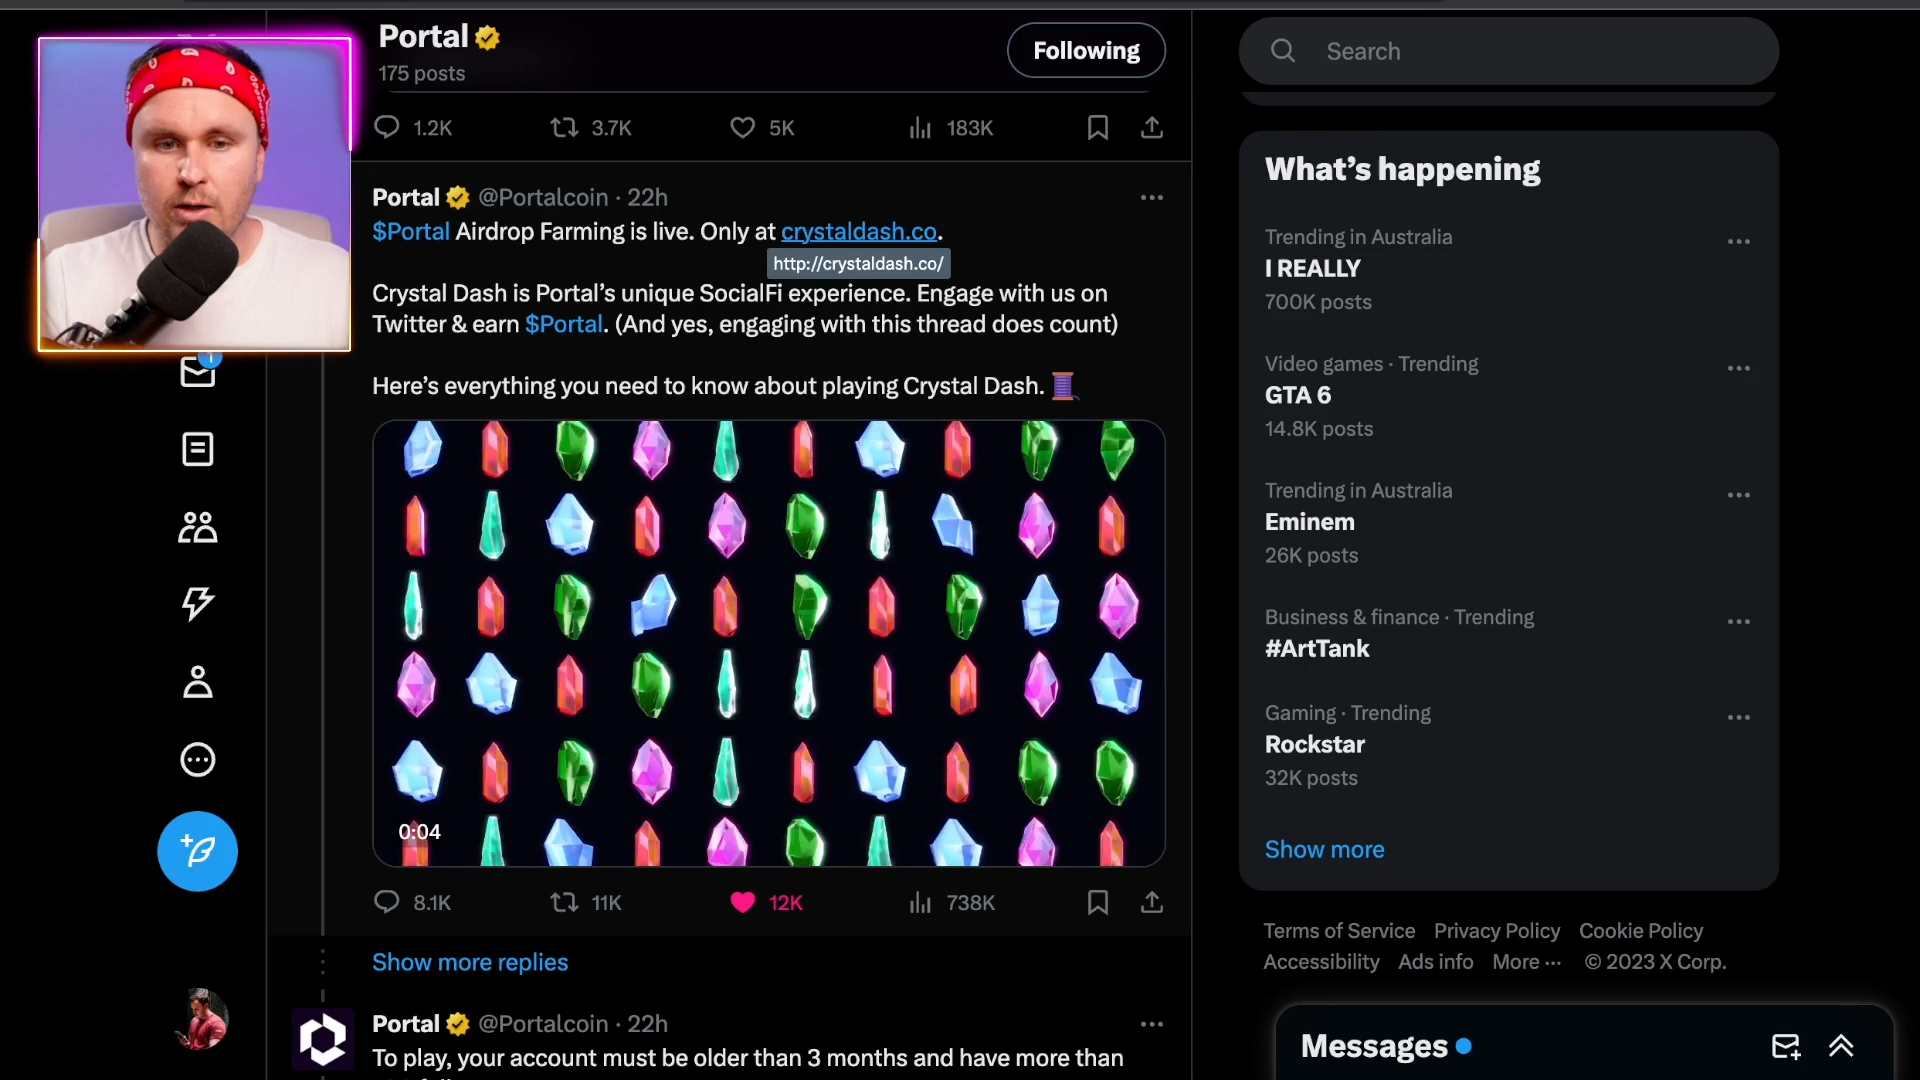 Portal
175 posts
Following
1.2K 3.7K 5K 183K
Portal @Portalcoin · 22h
$Portal Airdrop Farming is live. Only at crystaldash.co.
http://crystaldash.co/
Crystal Dash is Portal’s unique SocialFi experience. Engage with us on
Twitter & earn $Portal. (And yes, engaging with this thread does count)
Here’s everything you need to know about playing Crystal Dash.
0:04
8.1K 11K 12K 738K
Show more replies
Portal @Portalcoin · 22h
To play, your account must be older than 3 months and have more than
1
Search
What’s happening
Trending in Australia
I REALLY
700K posts
Video games · Trending
GTA 6
14.8K posts
Trending in Australia
Eminem
26K posts
Business & finance · Trending
#ArtTank
Gaming · Trending
Rockstar
32K posts
Show more
Terms of Service Privacy Policy Cookie Policy
Accessibility Ads info More ··· © 2023 X Corp.
Messages